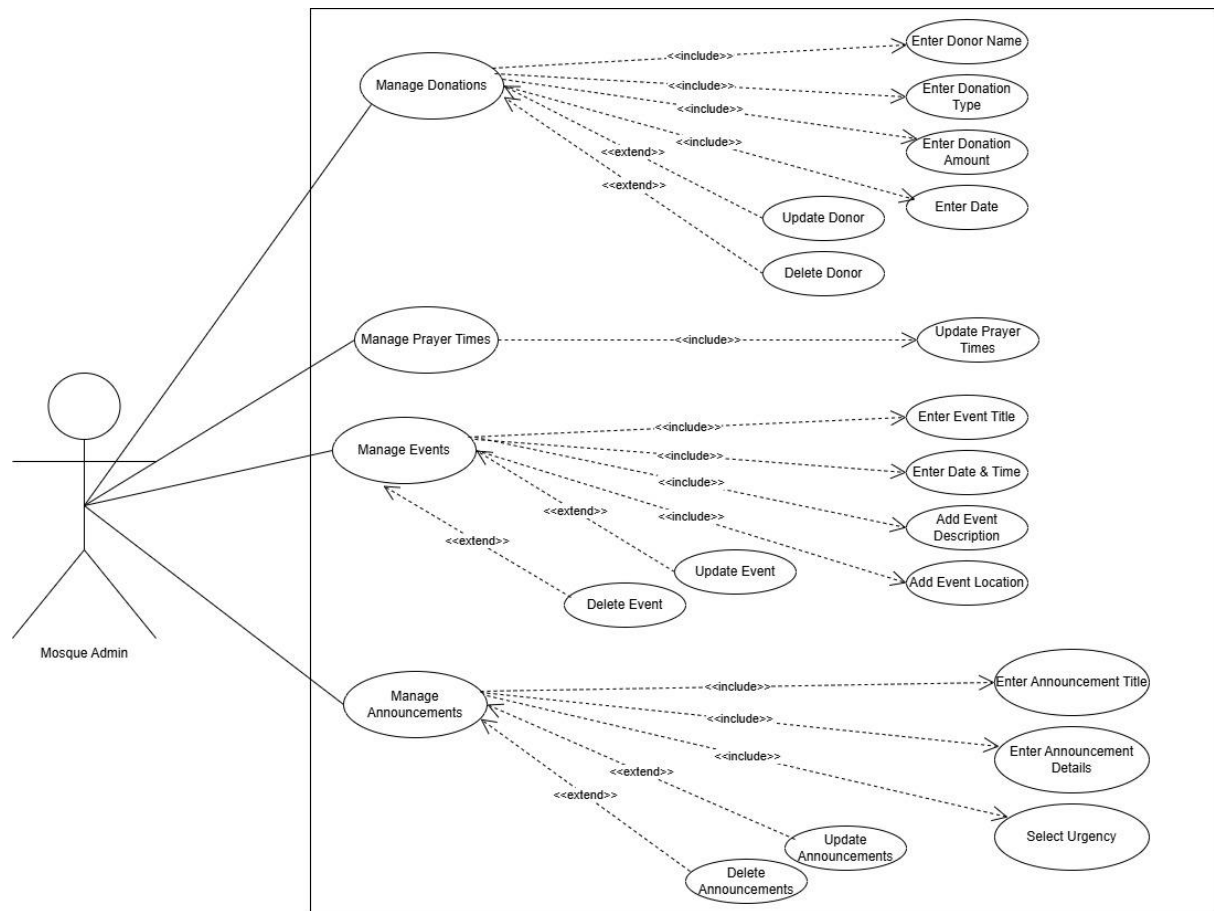 Enter Donor Name
<<include>>
Manage Donations
<<include>>
Enter Donation
Type
<<include>>
<<include>>
Enter Donation
Amount
<<extend>>
<<extend>>
Enter Date
Update Donor
Delete Donor
Manage Prayer Times
<<include>>
Update Prayer
Times
Enter Event Title
<<include>>
Manage Events
<<include>>
Enter Date & Time
<<include>>
<<extend>>
<<include>>
Add Event
Description
<<extend>>
Update Event
Add Event Location
Delete Event
Mosque Admin
Manage
Announcements
<<include>>
Enter Announcement Title
<<include>>
Enter Announcement
Details
<<include>>
<<extend>>
<<extend>>
Select Urgency
Update
Announcements
Delete
Announcements